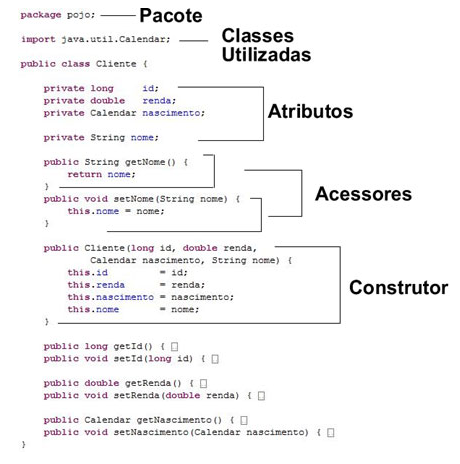 package pojo; Pacote
import java.util.Calendar; Classes Utilizadas
public class Cliente {
private long id;
private double renda;
private Calendar nascimento;
Atributos
private String nome;
public String getNome() {
return nome;
}
Acessores
public void setNome(String nome) {
this.nome = nome;
}
public Cliente(long id, double renda,
Calendar nascimento, String nome) {
this.id = id;
this.renda = renda;
Construtor
this.nascimento = nascimento;
this.nome = nome;
}
public long getId() {
public void setId(long id) {
public double getRenda() {
public void setRenda(double renda) {
public Calendar getNascimento() {
public void setNascimento(Calendar nascimento) {
}